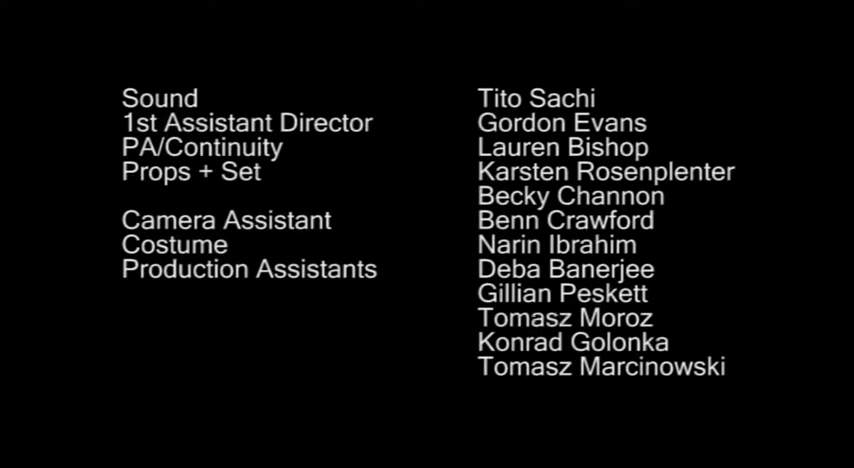 Sound Tito Sachi
1st Assistant Director Gordon Evans
PA/Continuity Lauren Bishop
Props + Set Karsten Rosenplenter
Becky Channon
Camera Assistant Benn Crawford
Costume Narin Ibrahim
Production Assistants Deba Banerjee
Gillian Peskett
Tomasz Moroz
Konrad Golonka
Tomasz Marcinowski